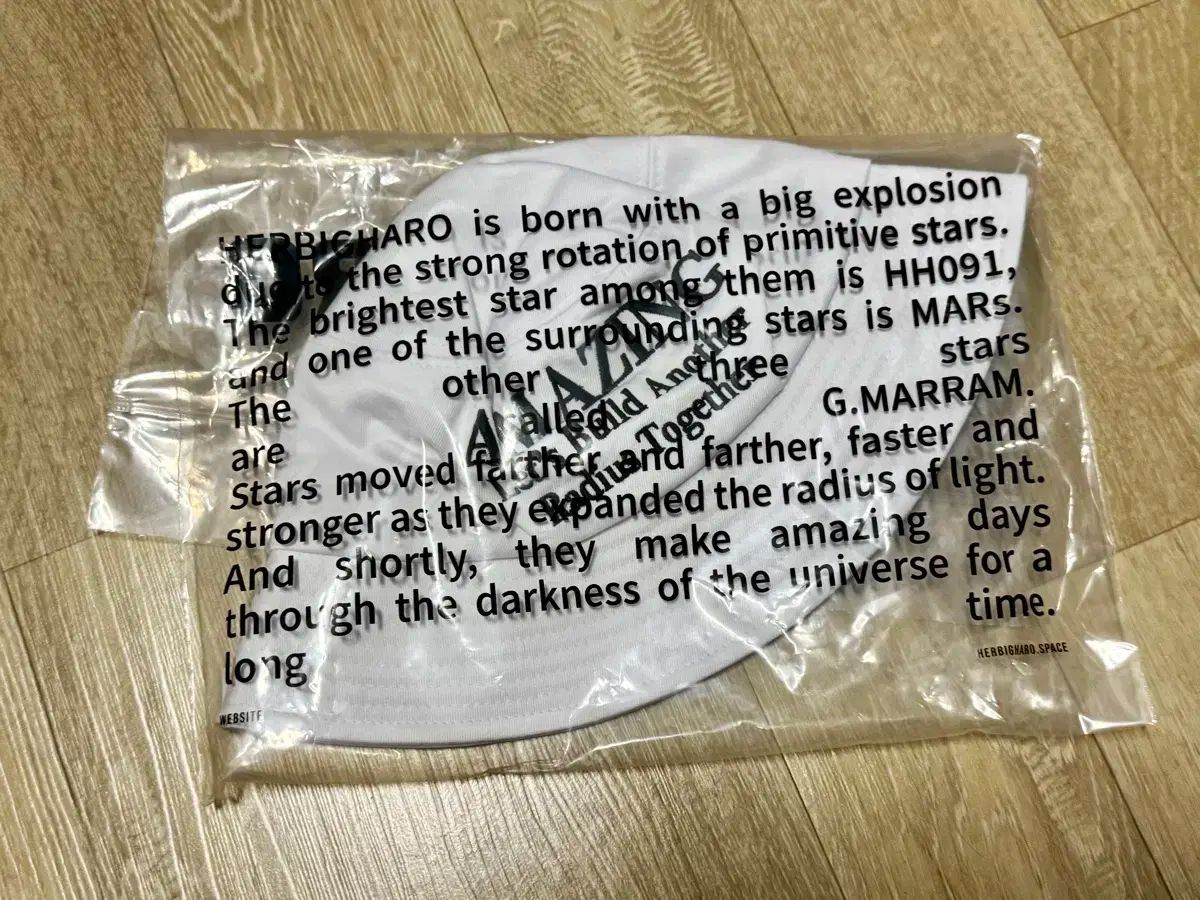 HERBIGHARO is born with a big explosion
due to the strong rotation of primitive stars.
The brightest star among them is HH091,
and one of the surrounding stars is MARs.
The other three stars
are called G.MARRAM.
Stars moved farther and farther, faster and
stronger as they expanded the radius of light.
And shortly, they make amazing days
through the darkness of the universe for a
long time.
WEBSITE HERBIGHARO.SPACE
AMAZING
Let's Build Another
Radius Together